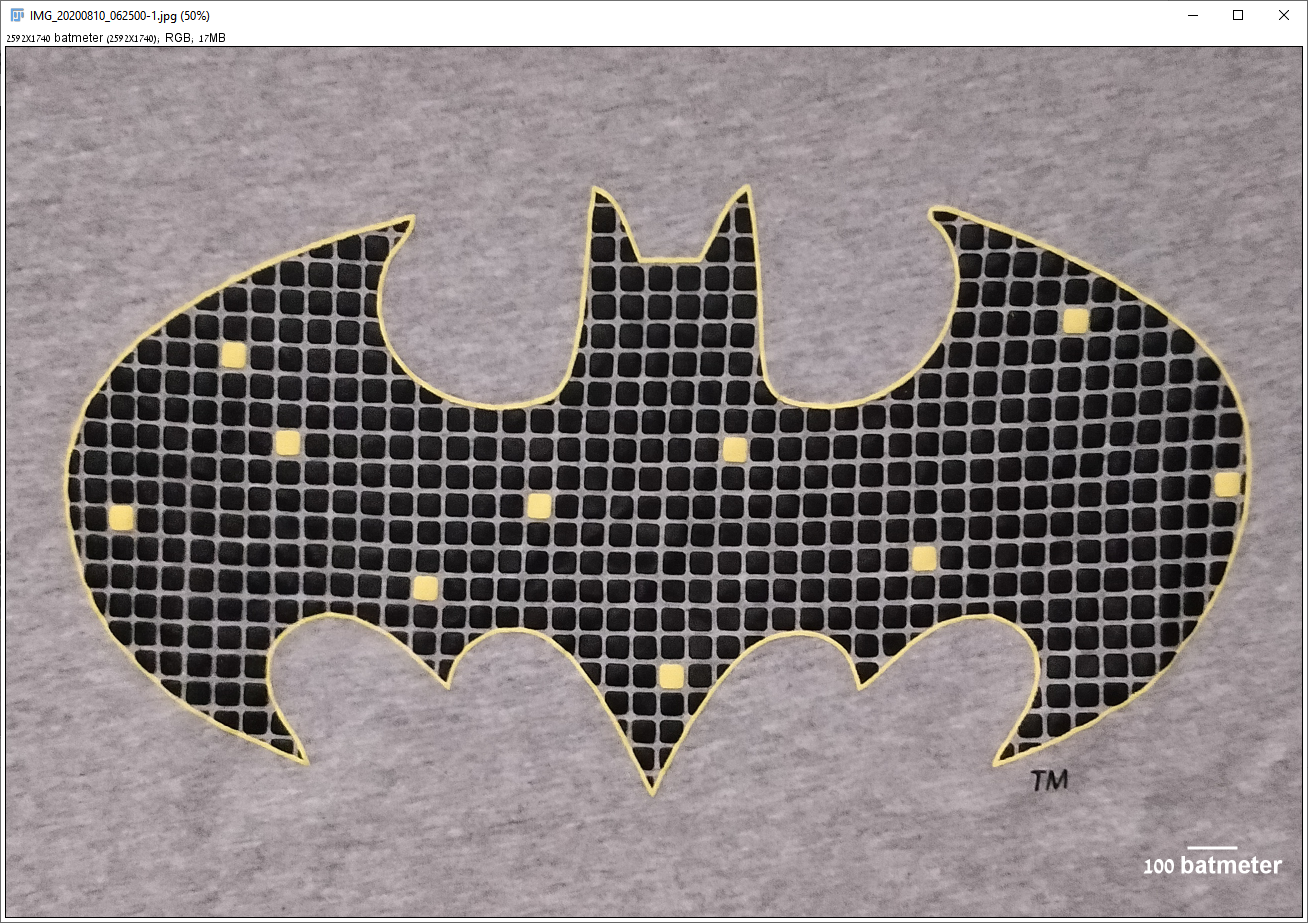 IMG_20200810_062500-1.jpg (50%)
2592X1740 batmeter (2592X1740); RGB; 17MB
TM
100 batmeter